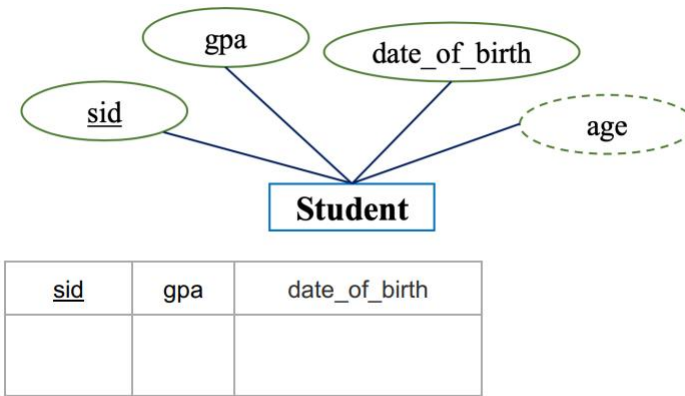 gpa
date_of_birth
sid
age
Student
sid gpa date_of_birth